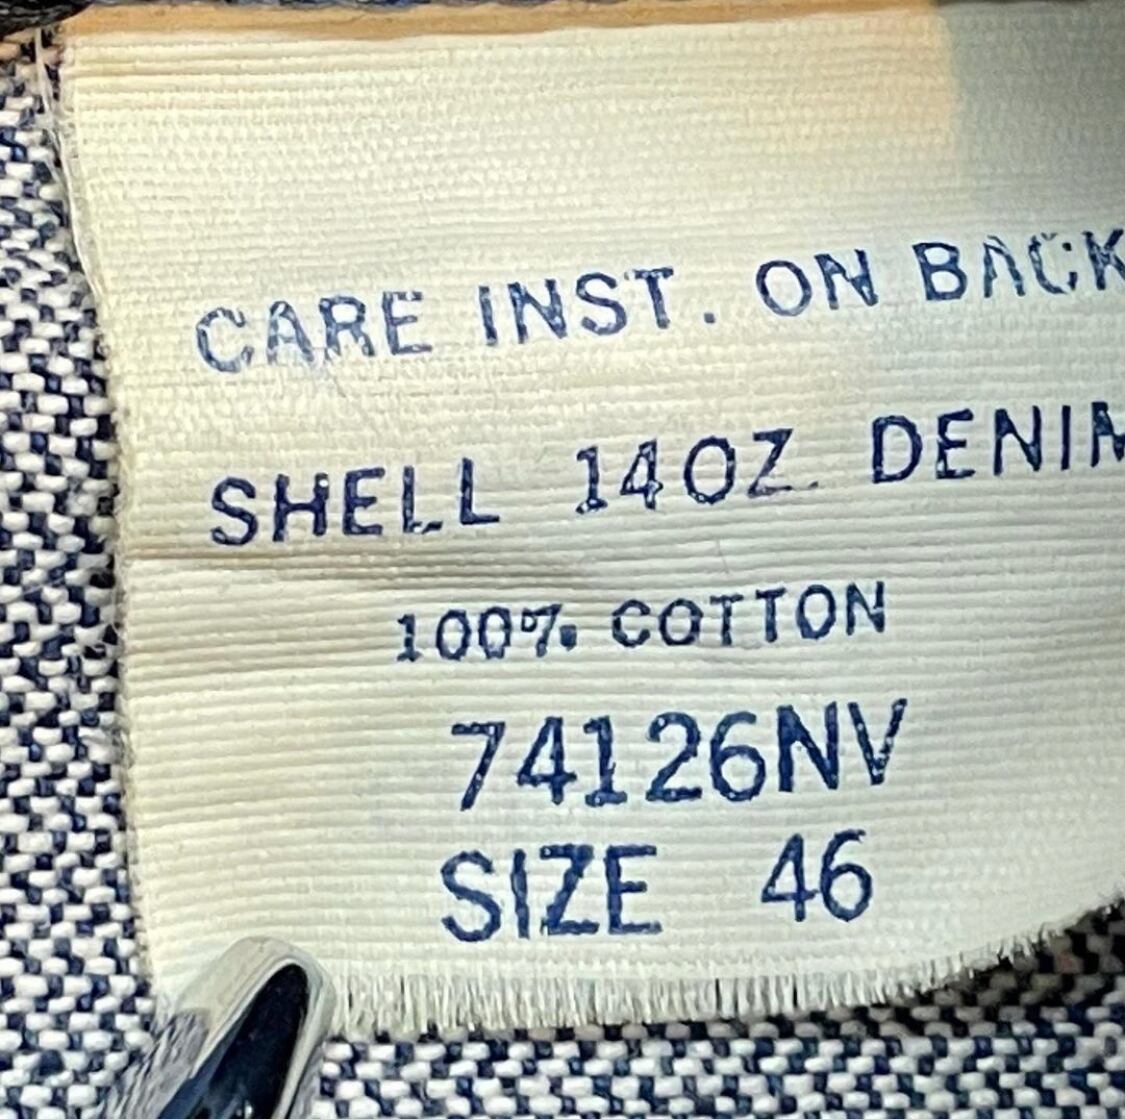 CARE INST. ON BACK
SHELL 14OZ. DENIM
100% COTTON
74126NV
SIZE 46